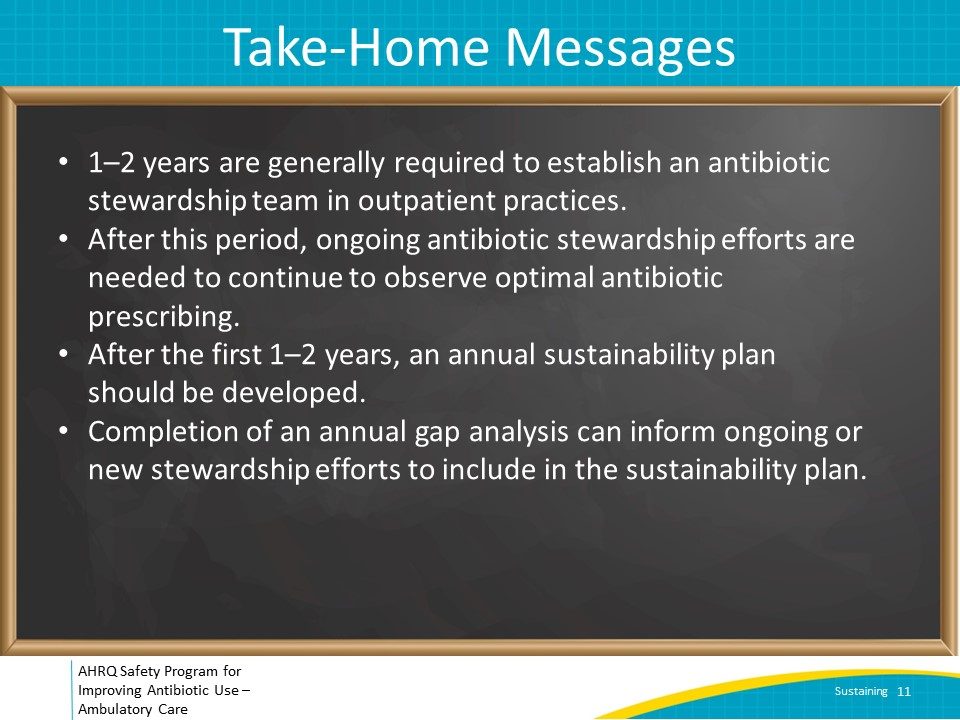 Take-Home Messages
• 1–2 years are generally required to establish an antibiotic
stewardship team in outpatient practices.
• After this period, ongoing antibiotic stewardship efforts are
needed to continue to observe optimal antibiotic
prescribing.
• After the first 1–2 years, an annual sustainability plan
should be developed.
• Completion of an annual gap analysis can inform ongoing or
new stewardship efforts to include in the sustainability plan.
AHRQ Safety Program for
Improving Antibiotic Use –
Ambulatory Care
Sustaining 11